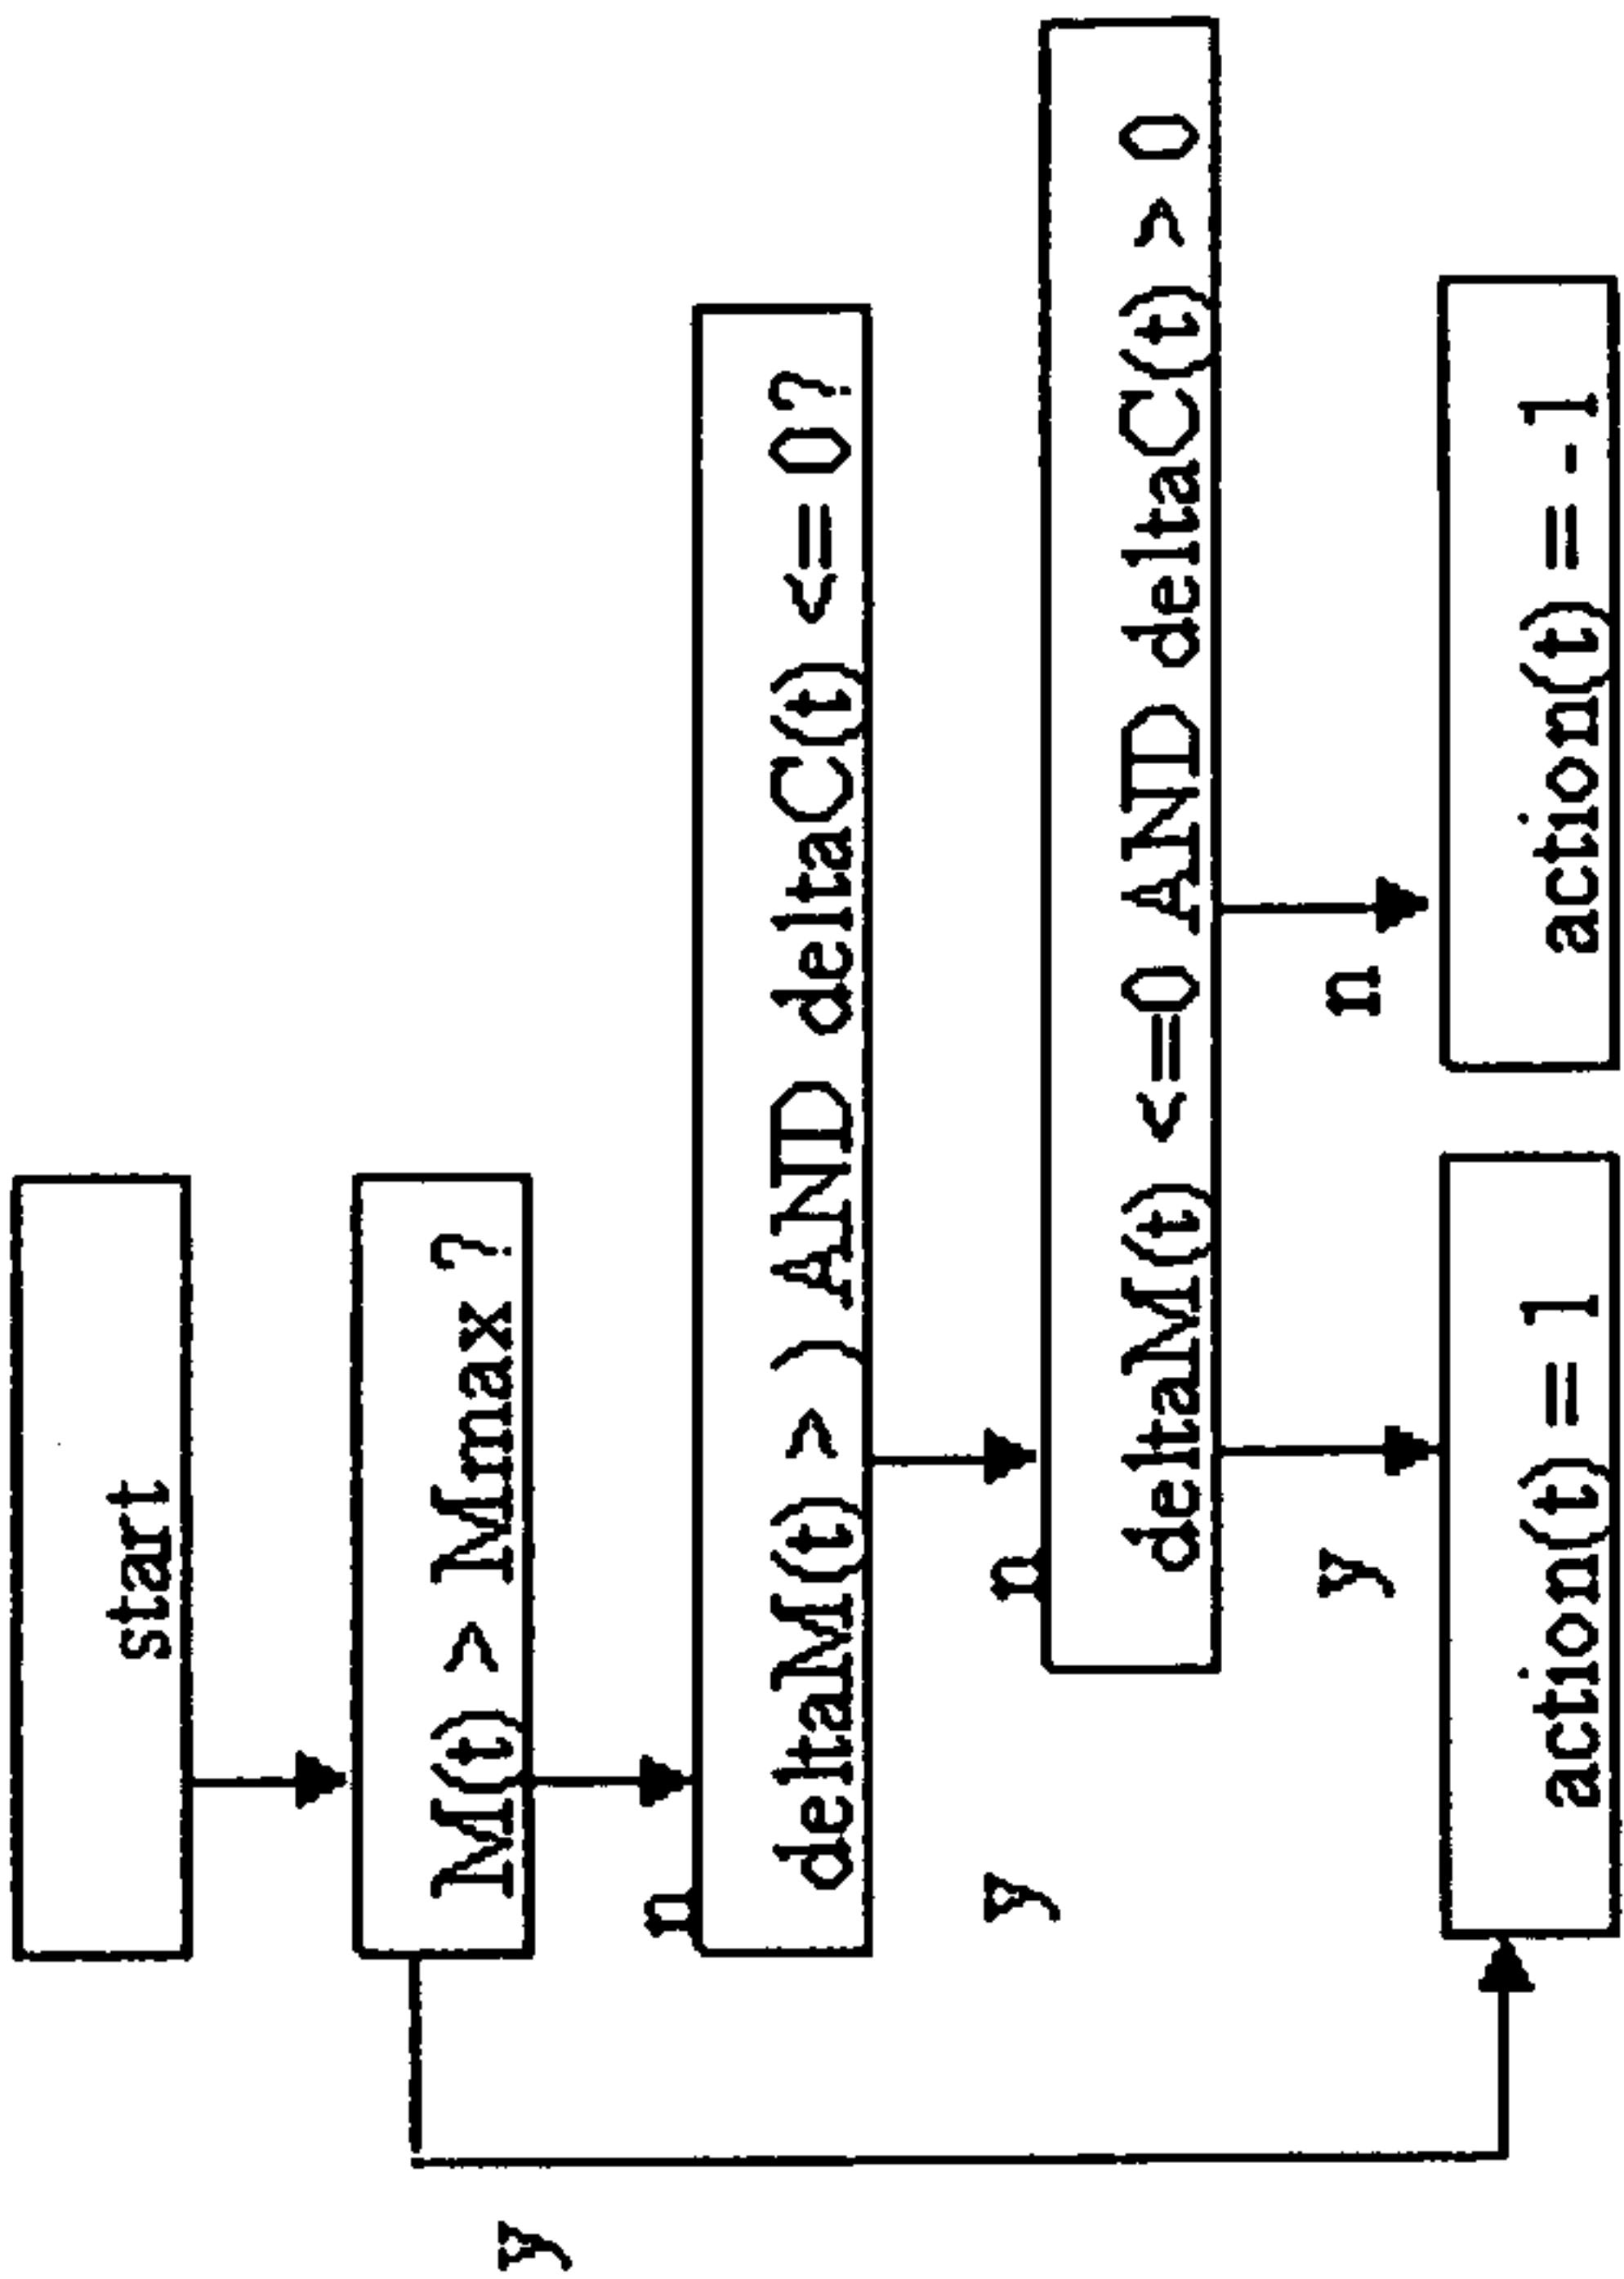 start
M(t) > Mmax ?
y
n
deltaM(t) > ) AND deltaC(t) <= 0?
y
n
deltaM(t) <=0 AND deltaC(t) > 0
y
n
action(t) = 1
action(t) = - 1